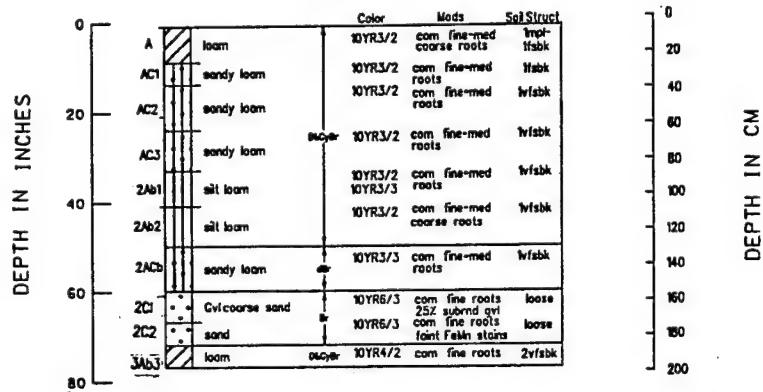 Color Mods Soil Struct
0 0
A loam 10YR3/2 com fine-med 1mpl-
coarse roots 1fsbk
20
AC1 sandy loam 10YR3/2 com fine-med 1fsbk
roots
40
10YR3/2 com fine-med 1vfsbk
AC2 sandy loam roots
20
60
DkGyBr 10YR3/2 com fine-med 1vfsbk
AC3 sandy loam roots
80
2Ab1 silt loam 10YR3/2 com fine-med 1vfsbk
10YR3/3 roots
100
40
2Ab2 silt loam 10YR3/2 com fine-med 1vfsbk
coarse roots
120
2ACb sandy loam 10YR3/3 com fine-med 1vfsbk
roots
140
60
2C1 Gvlcoarse sand Br 10YR6/3 com fine roots loose
25% subrnd gvl
160
2C2 sand 10YR6/3 com fine roots loose
faint FeMn stains
180
3Ab3 loam DkGyBr 10YR4/2 com fine roots 2vfsbk
80 200
DEPTH IN INCHES
DEPTH IN CM